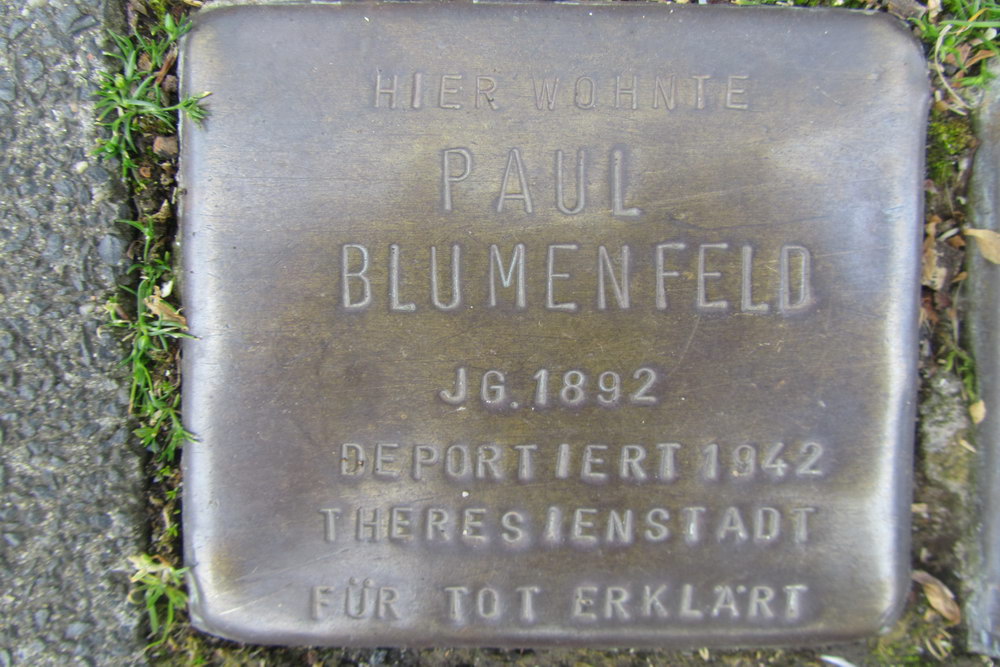 HIER WOHNTE
PAUL
BLUMENFELD
JG. 1892
DEPORTIERT 1942
THERESIENSTADT
FÜR TOT ERKLÄRT